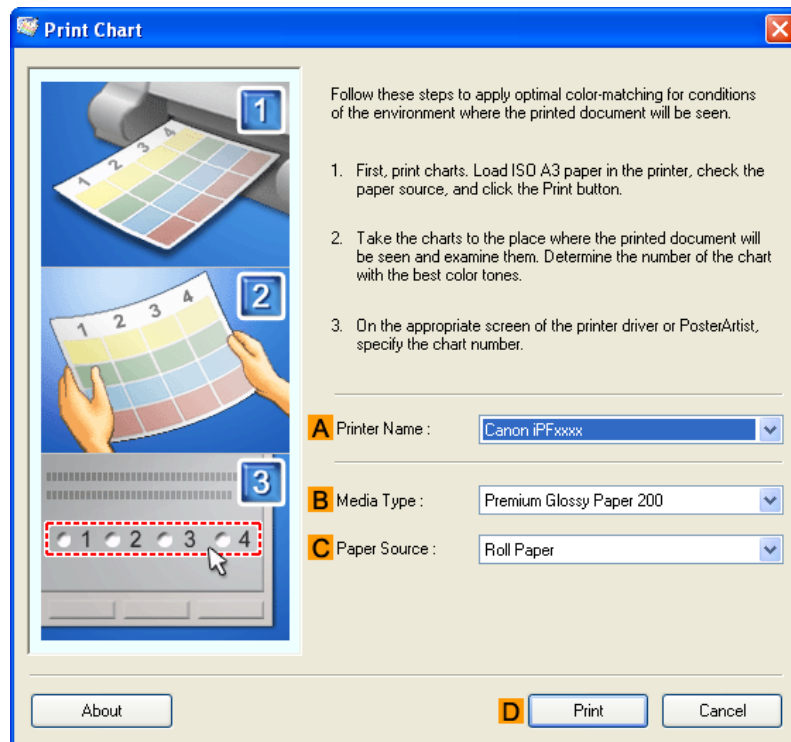 Print Chart
1
1 2 3 4
2
1 2 3 4
3
1 2 3 4
Follow these steps to apply optimal color-matching for conditions
of the environment where the printed document will be seen.
1. First, print charts. Load ISO A3 paper in the printer, check the
paper source, and click the Print button.
2. Take the charts to the place where the printed document will
be seen and examine them. Determine the number of the chart
with the best color tones.
3. On the appropriate screen of the printer driver or PosterArtist,
specify the chart number.
A Printer Name : Canon iPFxxxx
B Media Type : Premium Glossy Paper 200
C Paper Source : Roll Paper
About D Print Cancel